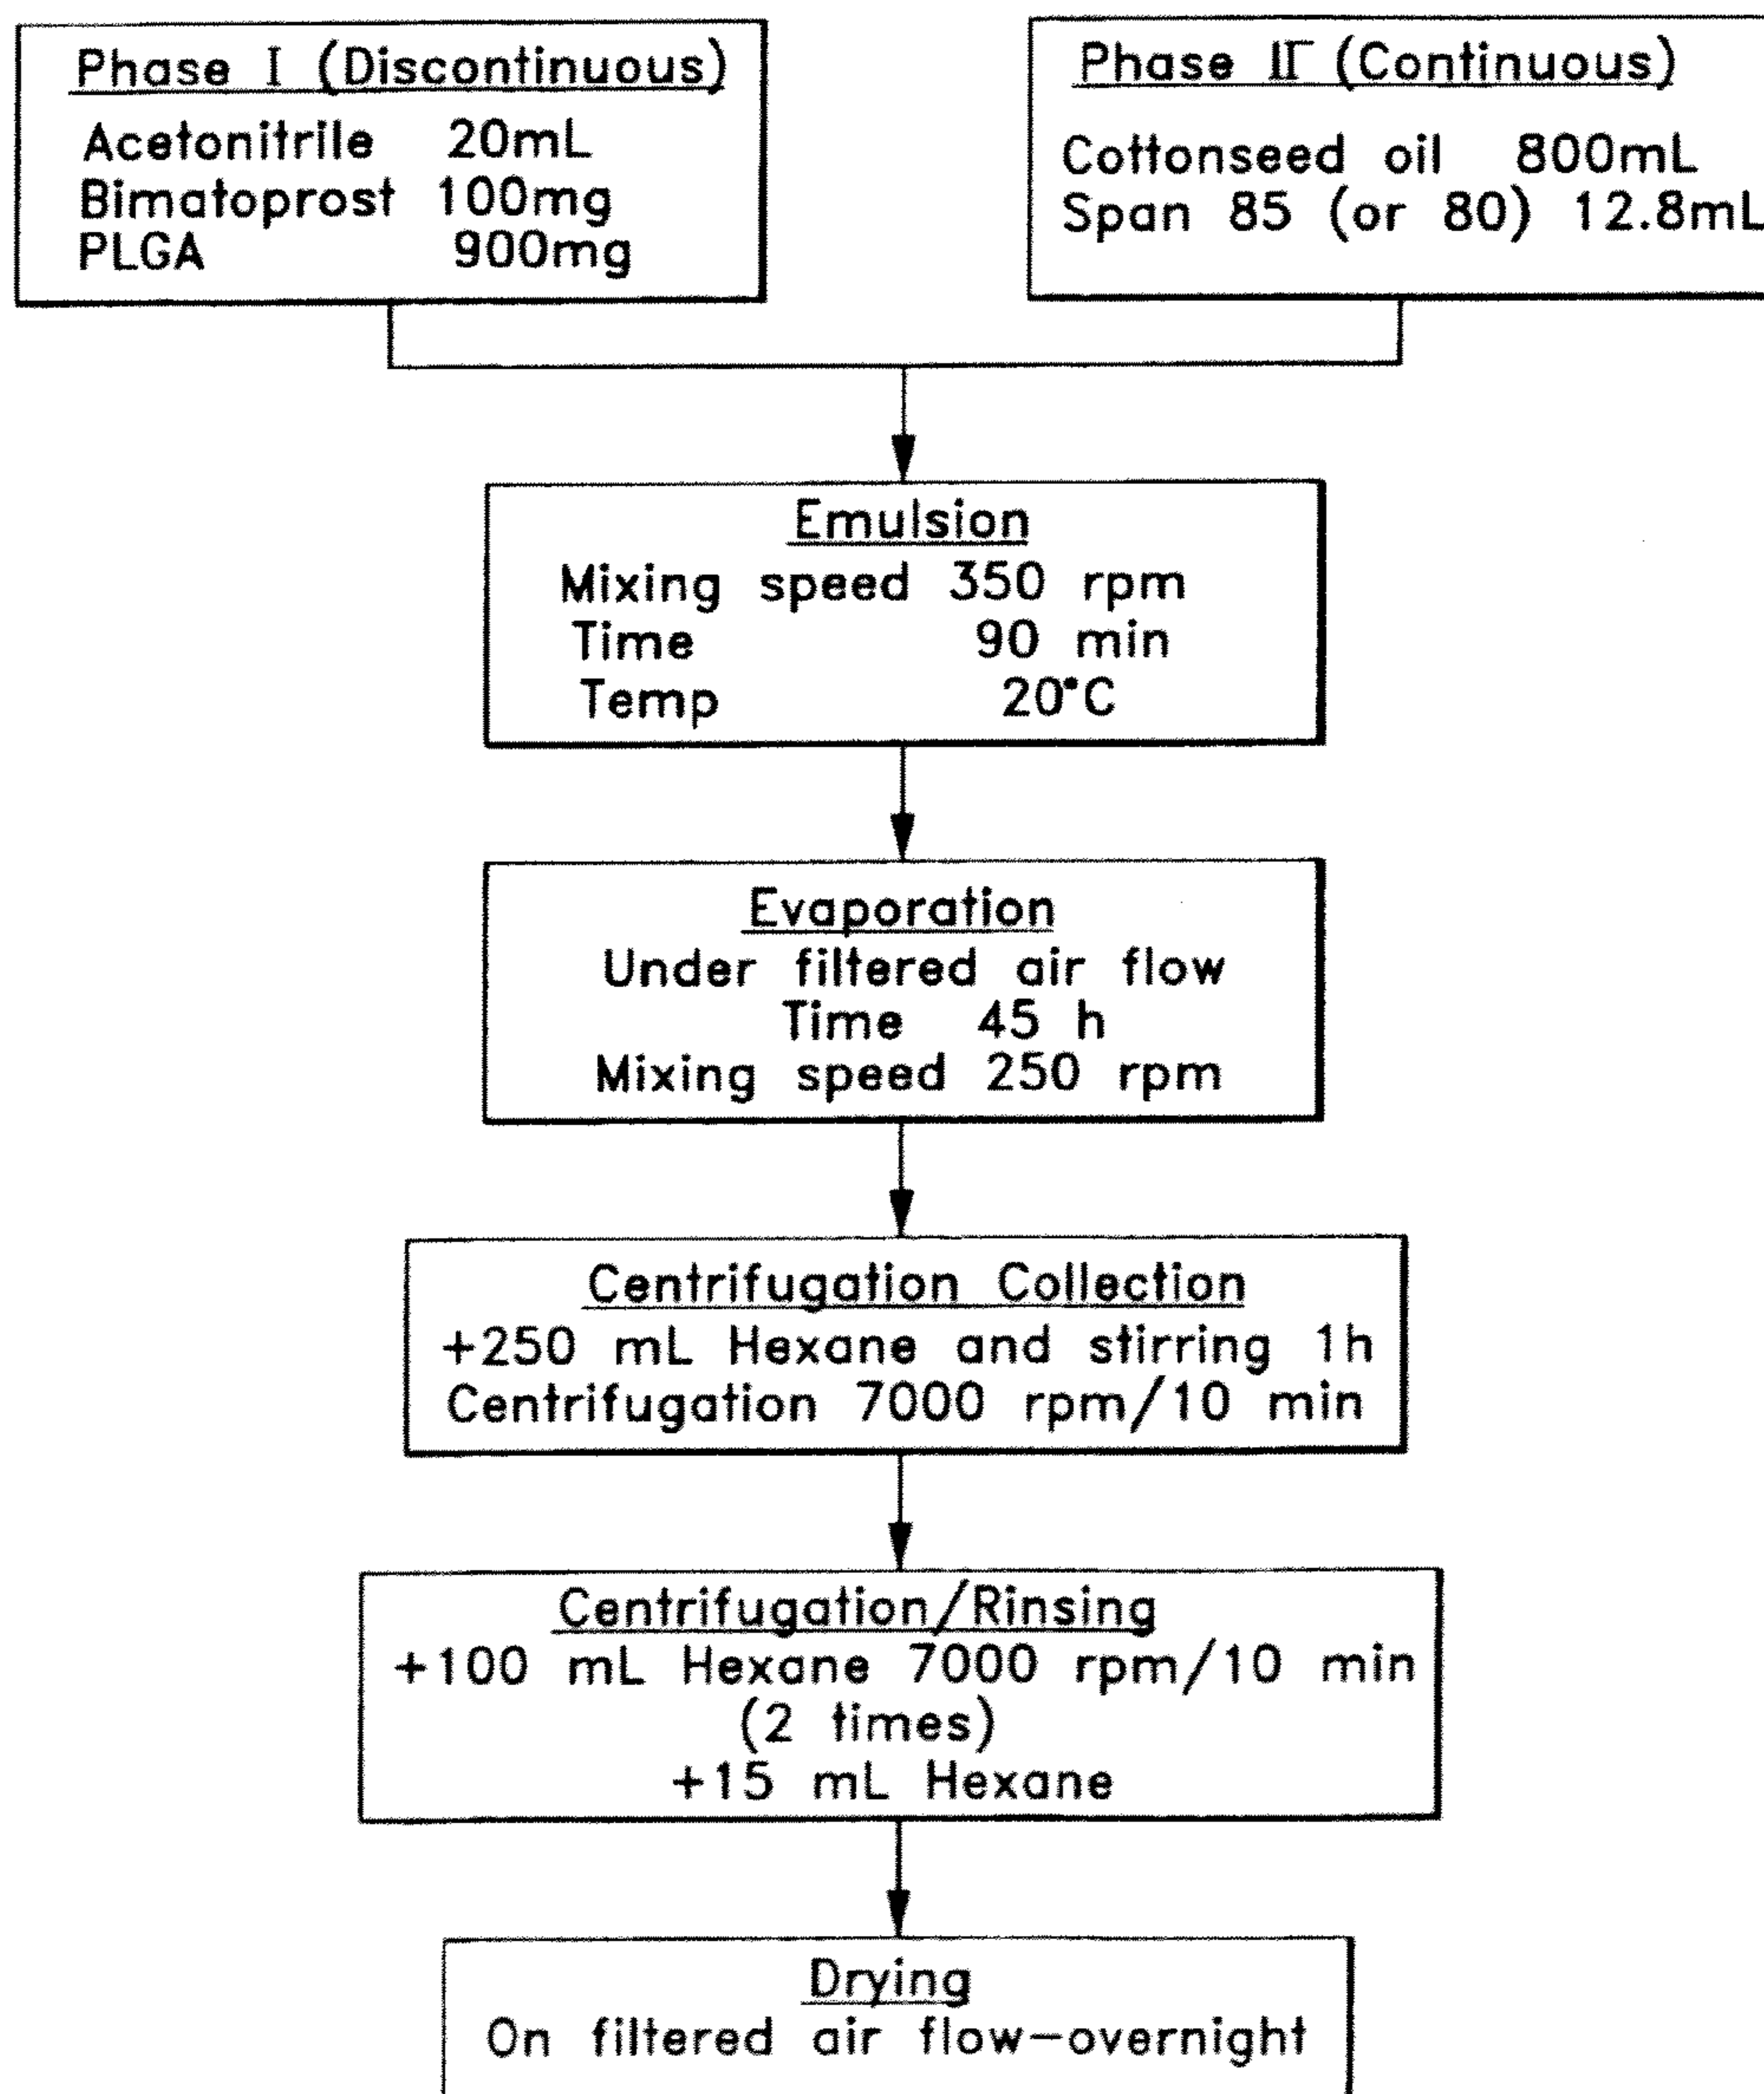 Phase I (Discontinuous)
Acetonitrile 20mL
Bimatoprost 100mg
PLGA 900mg
Phase II (Continuous)
Cottonseed oil 800mL
Span 85 (or 80) 12.8mL
Emulsion
Mixing speed 350 rpm
Time 90 min
Temp 20°C
Evaporation
Under filtered air flow
Time 45 h
Mixing speed 250 rpm
Centrifugation Collection
+250 mL Hexane and stirring 1h
Centrifugation 7000 rpm/10 min
Centrifugation/Rinsing
+100 mL Hexane 7000 rpm/10 min
(2 times)
+15 mL Hexane
Drying
On filtered air flow-overnight